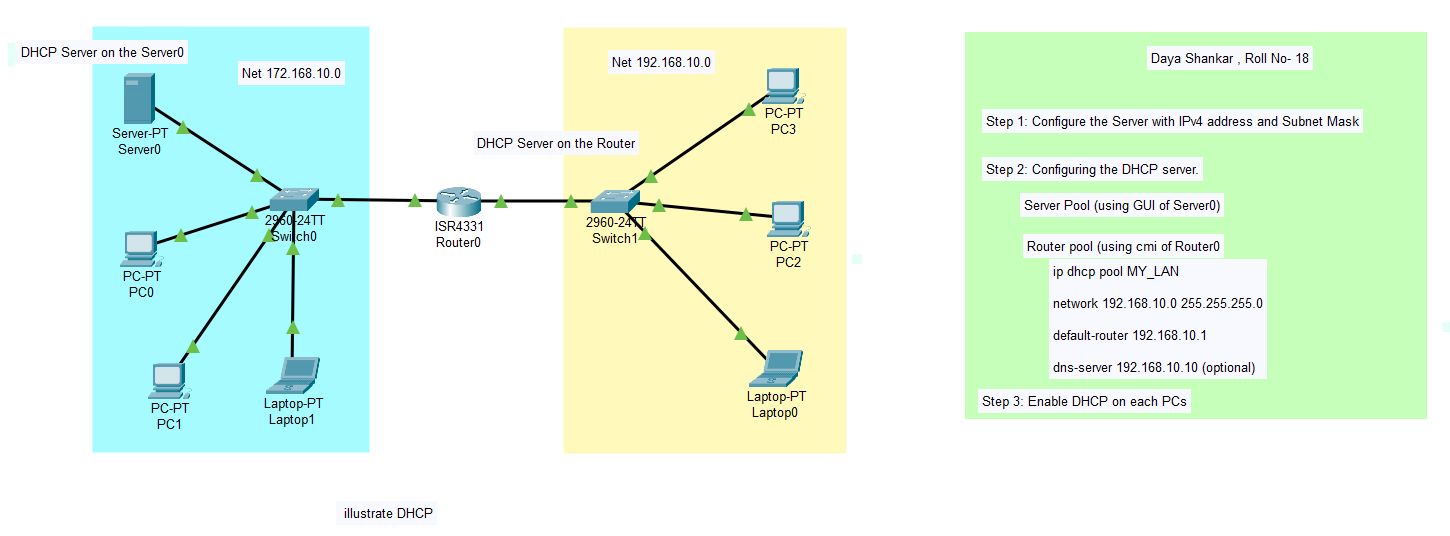 DHCP Server on the Server0
Net 172.168.10.0
Server-PT
Server0
2960-24TT
Switch0
PC-PT
PC0
PC-PT
PC1
Laptop-PT
Laptop1
ISR4331
Router0
DHCP Server on the Router
Net 192.168.10.0
PC-PT
PC3
2960-24TT
Switch1
PC-PT
PC2
Laptop-PT
Laptop0
Daya Shankar , Roll No- 18
Step 1: Configure the Server with IPv4 address and Subnet Mask
Step 2: Configuring the DHCP server.
Server Pool (using GUI of Server0)
Router pool (using cmi of Router0
ip dhcp pool MY_LAN
network 192.168.10.0 255.255.255.0
default-router 192.168.10.1
dns-server 192.168.10.10 (optional)
Step 3: Enable DHCP on each PCs
illustrate DHCP